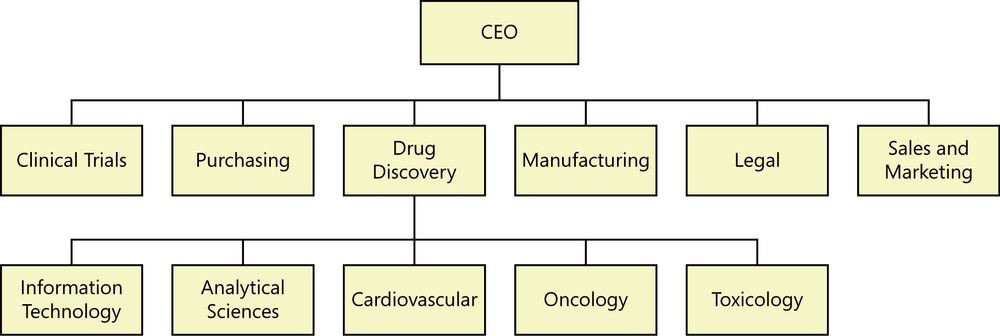 CEO
Clinical Trials
Purchasing
Drug
Discovery
Manufacturing
Legal
Sales and
Marketing
Information
Technology
Analytical
Sciences
Cardiovascular
Oncology
Toxicology